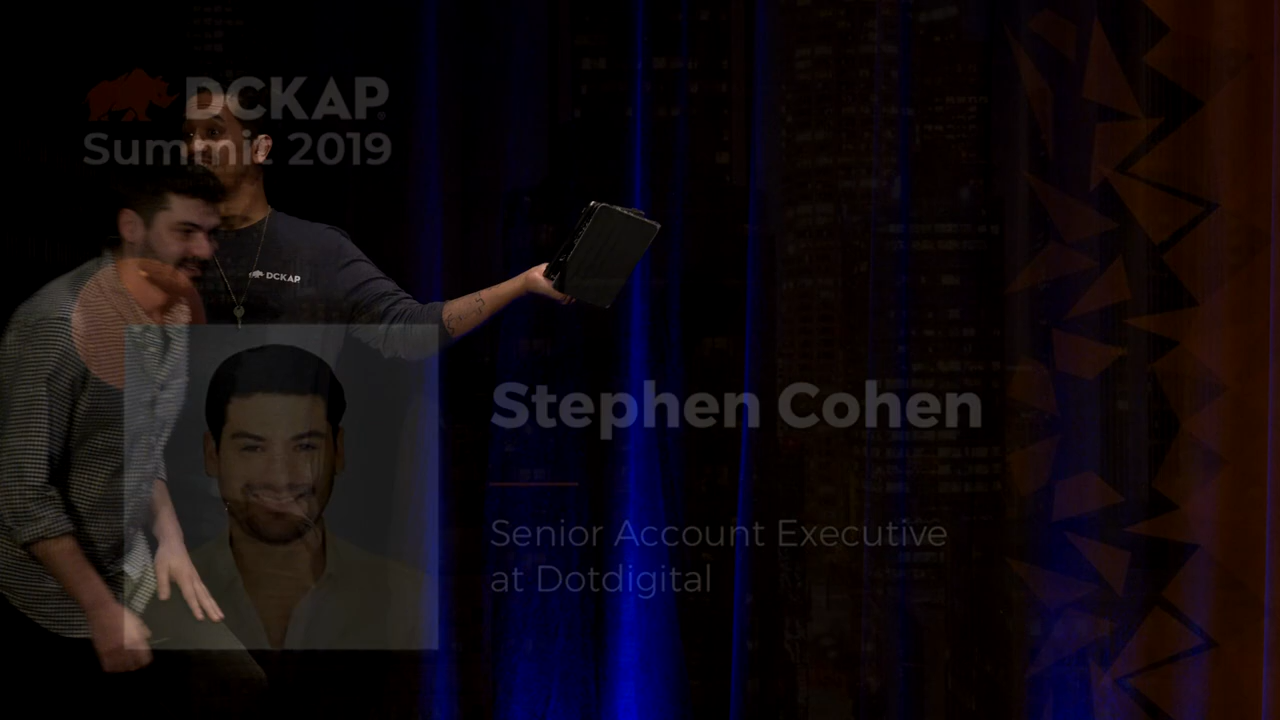 DCKAP
Summit 2019
DCKAP
Stephen Cohen
Senior Account Executive
at Dotdigital